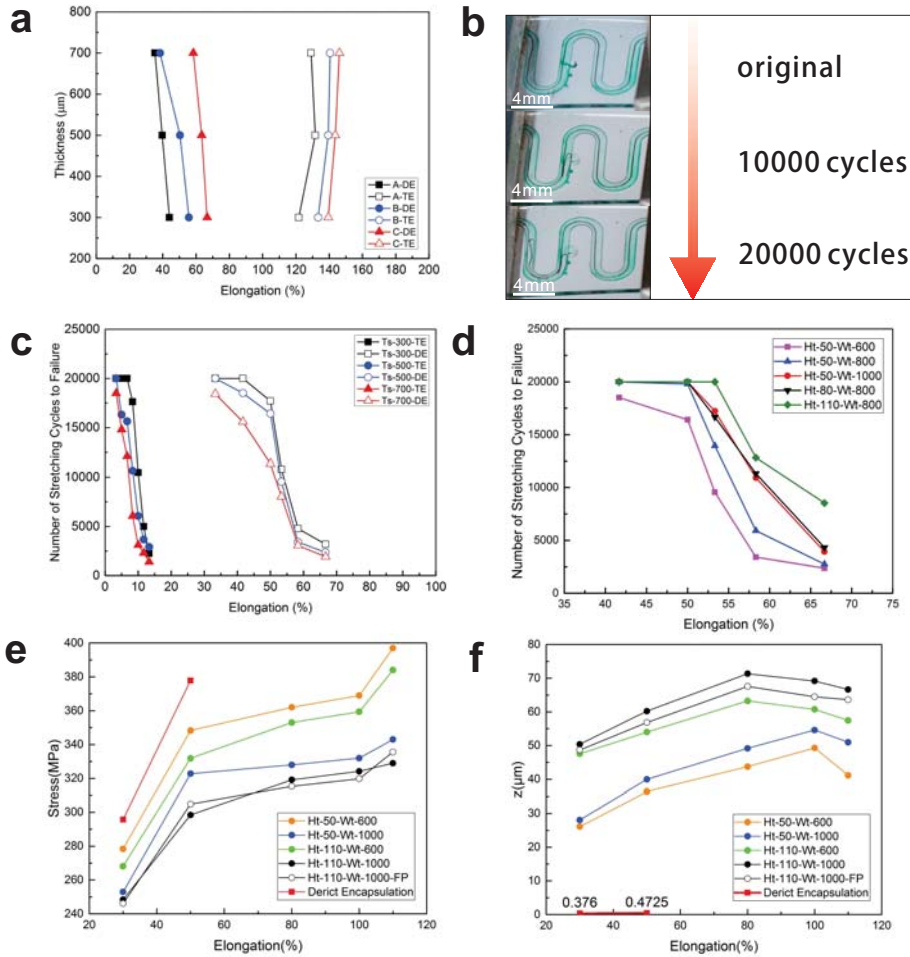 a
800
700
600
500
400
300
200
Thickness (μm)
A-DE
A-TE
B-DE
B-TE
C-DE
C-TE
0 20 40 60 80 100 120 140 160 180 200
Elongation (%)
b
4mm
4mm
4mm
original
10000 cycles
20000 cycles
c
25000
20000
15000
10000
5000
0
Number of Stretching Cycles to Failure
Ts-300-TE
Ts-300-DE
Ts-500-TE
Ts-500-DE
Ts-700-TE
Ts-700-DE
0 10 20 30 40 50 60 70 80 90 100
Elongation (%)
d
25000
20000
15000
10000
5000
0
Number of Stretching Cycles to Failure
Ht-50-Wt-600
Ht-50-Wt-800
Ht-50-Wt-1000
Ht-80-Wt-800
Ht-110-Wt-800
35 40 45 50 55 60 65 70 75
Elongation (%)
e
400
380
360
340
320
300
280
260
240
Stress(MPa)
Ht-50-Wt-600
Ht-50-Wt-1000
Ht-110-Wt-600
Ht-110-Wt-1000
Ht-110-Wt-1000-FP
Derict Encapsulation
20 40 60 80 100 120
Elongation(%)
f
80
70
60
50
40
30
20
10
0
z(μm)
Ht-50-Wt-600
Ht-50-Wt-1000
Ht-110-Wt-600
Ht-110-Wt-1000
Ht-110-Wt-1000-FP
Derict Encapsulation
0.376 0.4725
20 30 40 50 60 70 80 90 100 110 120
Elongation(%)